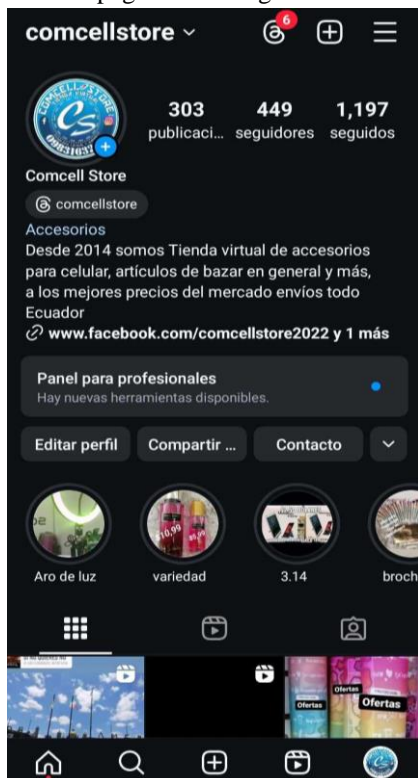 comcellstore
6
303 449 1,197
publicaci... seguidores seguidos
Comcell Store
comcellstore
Accesorios
Desde 2014 somos Tienda virtual de accesorios
para celular, artículos de bazar en general y más,
a los mejores precios del mercado envíos todo
Ecuador
www.facebook.com/comcellstore2022 y 1 más
Panel para profesionales
Hay nuevas herramientas disponibles.
Editar perfil Compartir ... Contacto
$10,99
Aro de luz variedad 3.14 broch
Ofertas
Ofertas
Ofertas